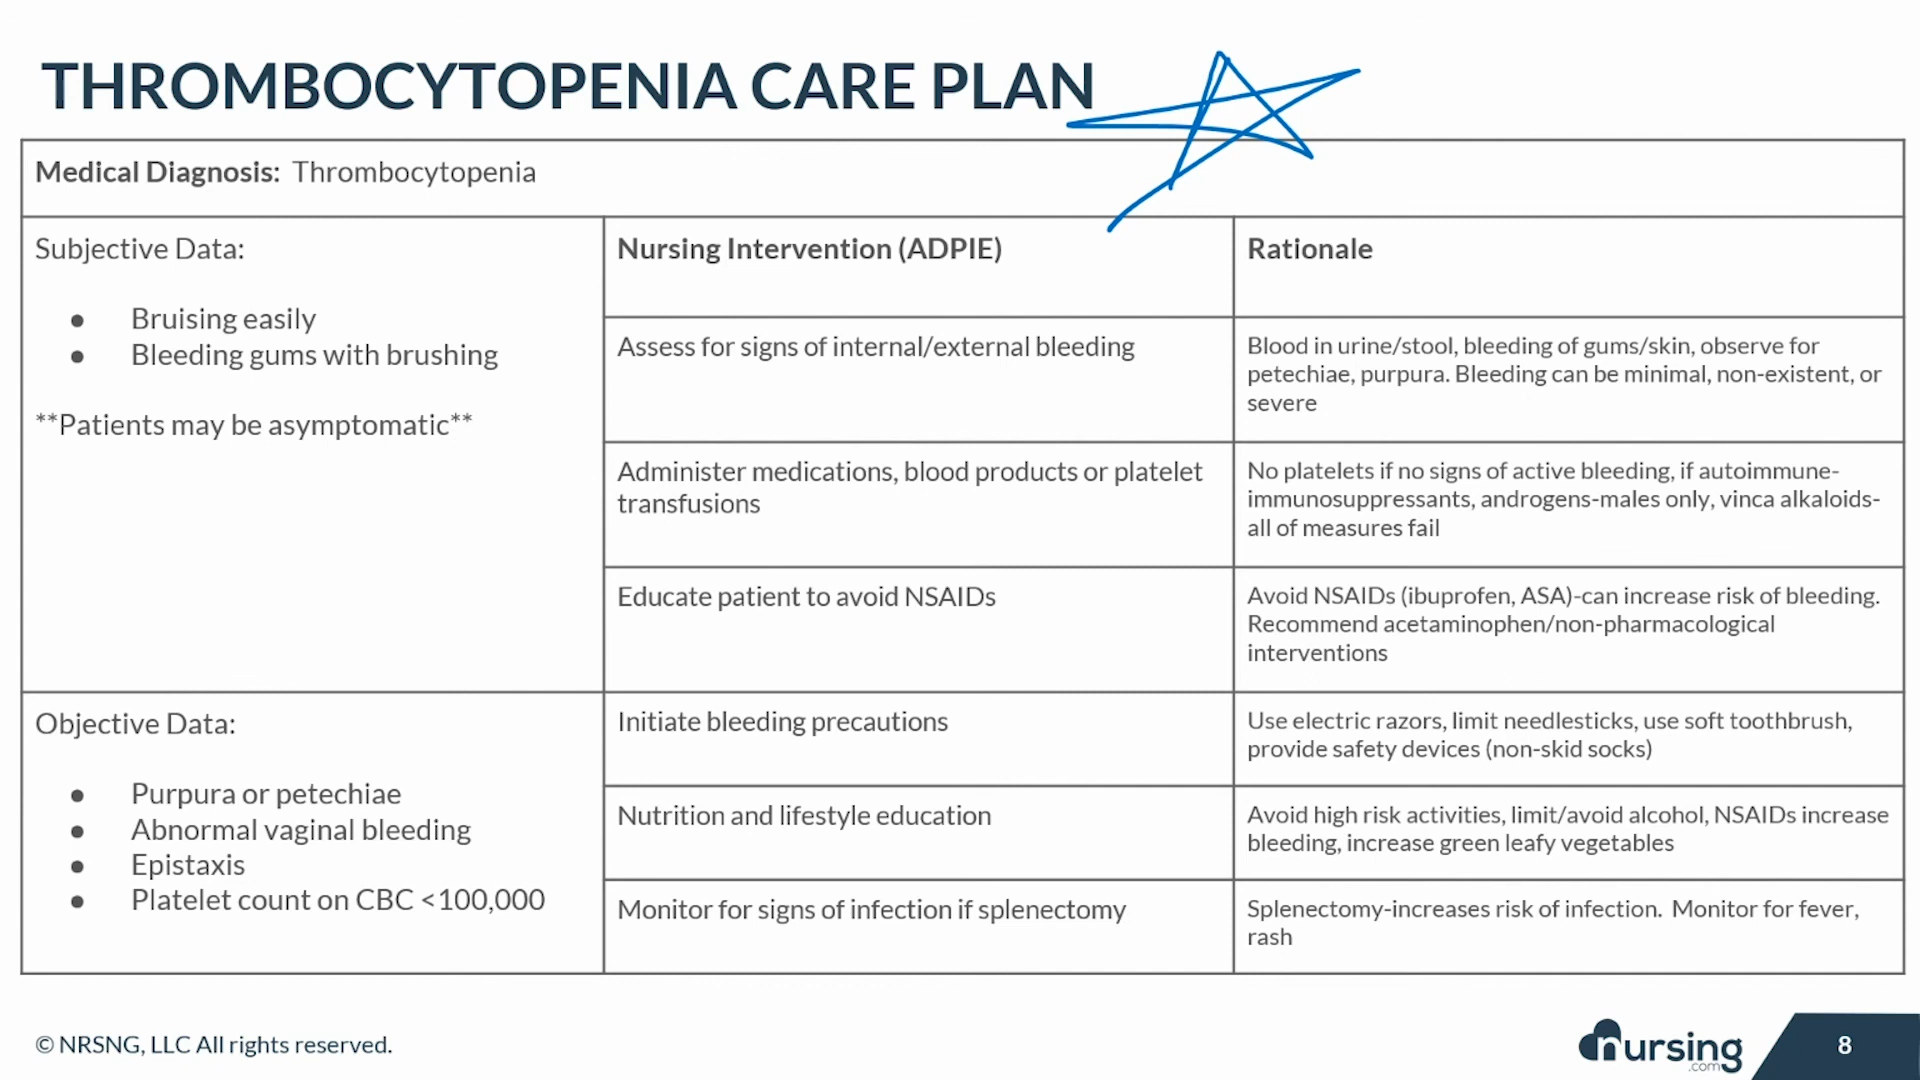 THROMBOCYTOPENIA CARE PLAN
Medical Diagnosis: Thrombocytopenia
Subjective Data:
● Bruising easily
● Bleeding gums with brushing
**Patients may be asymptomatic**
Nursing Intervention (ADPIE)
Rationale
Assess for signs of internal/external bleeding
Blood in urine/stool, bleeding of gums/skin, observe for
petechiae, purpura. Bleeding can be minimal, non-existent, or
severe
Administer medications, blood products or platelet
transfusions
No platelets if no signs of active bleeding, if autoimmune-
immunosuppressants, androgens-males only, vinca alkaloids-
all of measures fail
Educate patient to avoid NSAIDs
Avoid NSAIDs (ibuprofen, ASA)-can increase risk of bleeding.
Recommend acetaminophen/non-pharmacological
interventions
Objective Data:
● Purpura or petechiae
● Abnormal vaginal bleeding
● Epistaxis
● Platelet count on CBC <100,000
Initiate bleeding precautions
Use electric razors, limit needlesticks, use soft toothbrush,
provide safety devices (non-skid socks)
Nutrition and lifestyle education
Avoid high risk activities, limit/avoid alcohol, NSAIDs increase
bleeding, increase green leafy vegetables
Monitor for signs of infection if splenectomy
Splenectomy-increases risk of infection. Monitor for fever,
rash
© NRSNG, LLC All rights reserved.
nursing
.com
8